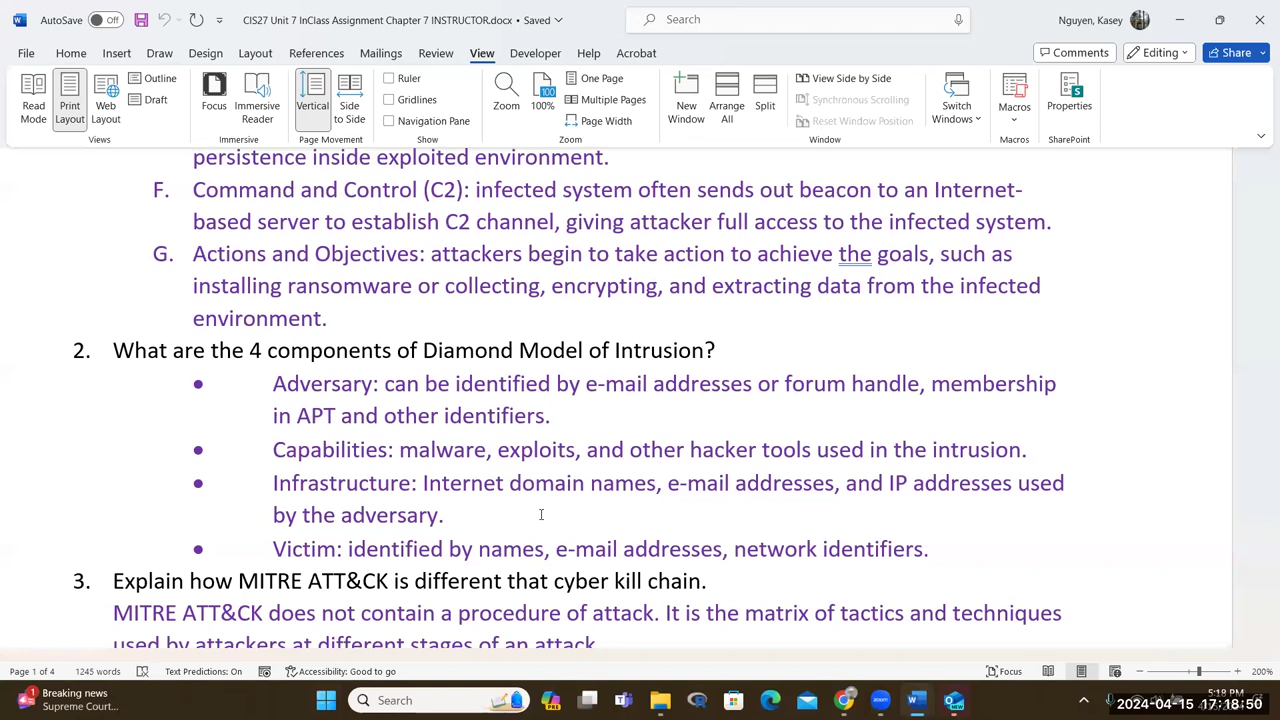 AutoSave Off CIS27 Unit 7 InClass Assignment Chapter 7 INSTRUCTOR.docx • Saved Search Nguyen, Kasey
File Home Insert Draw Design Layout References Mailings Review View Developer Help Acrobat Comments Editing Share
Read Mode Print Layout Web Layout Outline Draft
Views
Focus Immersive Reader
Immersive
Vertical Side to Side
Page Movement
Ruler
Gridlines
Navigation Pane
Show
Zoom 100% One Page
Multiple Pages
Page Width
Zoom
New Window Arrange All Split View Side by Side
Synchronous Scrolling
Reset Window Position
Switch Windows
Window
Macros
Macros
Properties
SharePoint
persistence inside exploited environment.
F. Command and Control (C2): infected system often sends out beacon to an Internet-
based server to establish C2 channel, giving attacker full access to the infected system.
G. Actions and Objectives: attackers begin to take action to achieve the goals, such as
installing ransomware or collecting, encrypting, and extracting data from the infected
environment.
2. What are the 4 components of Diamond Model of Intrusion?
• Adversary: can be identified by e-mail addresses or forum handle, membership
in APT and other identifiers.
• Capabilities: malware, exploits, and other hacker tools used in the intrusion.
• Infrastructure: Internet domain names, e-mail addresses, and IP addresses used
by the adversary.
• Victim: identified by names, e-mail addresses, network identifiers.
3. Explain how MITRE ATT&CK is different that cyber kill chain.
MITRE ATT&CK does not contain a procedure of attack. It is the matrix of tactics and techniques
used by attackers at different stages of an attack
Page 1 of 4 1245 words Text Predictions: On Accessibility: Good to go Focus 200%
1 Breaking news
Supreme Court...
Search
5:18 PM
2024-04-15 17:18:50